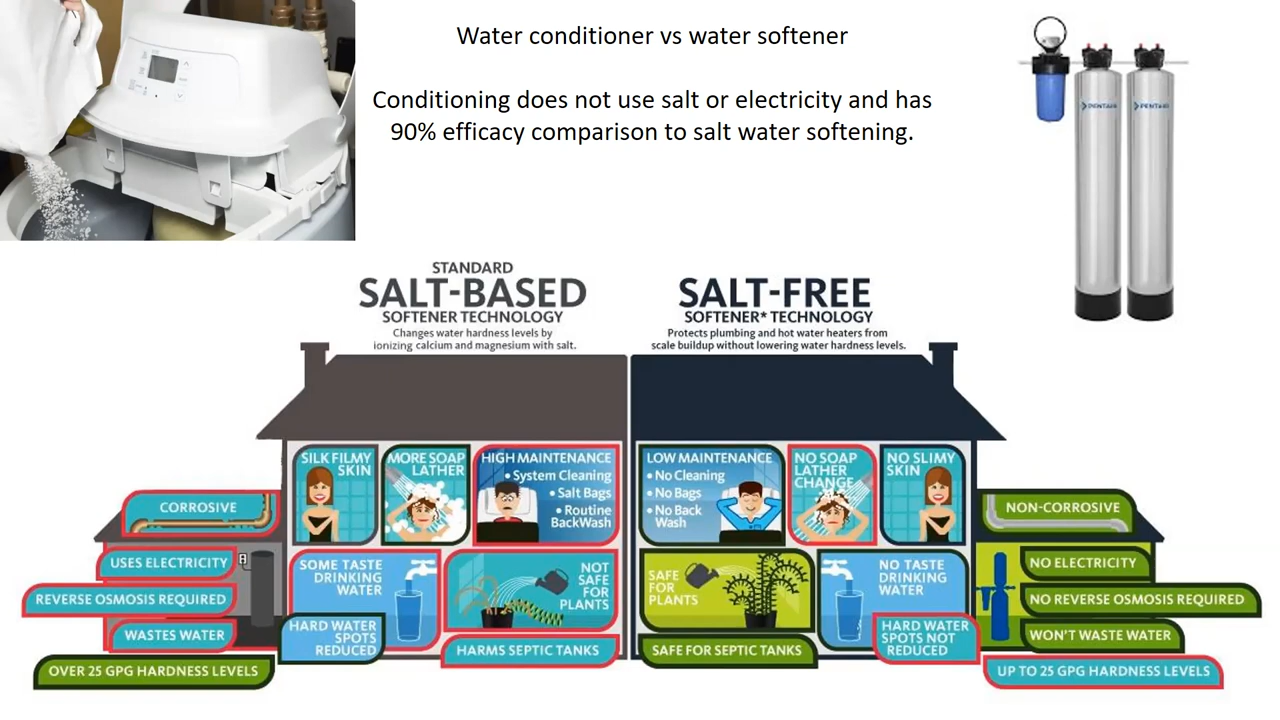 Water conditioner vs water softener
Conditioning does not use salt or electricity and has
90% efficacy comparison to salt water softening.
PENTAIR
PENTAIR
STANDARD
SALT-BASED
SOFTENER TECHNOLOGY
Changes water hardness levels by
ionizing calcium and magnesium with salt.
SILK FILMY
SKIN
MORE SOAP
LATHER
HIGH MAINTENANCE
• System Cleaning
• Salt Bags
• Routine
BackWash
CORROSIVE
USES ELECTRICITY
REVERSE OSMOSIS REQUIRED
WASTES WATER
OVER 25 GPG HARDNESS LEVELS
SOME TASTE
DRINKING
WATER
HARD WATER
SPOTS
REDUCED
NOT
SAFE
FOR
PLANTS
HARMS SEPTIC TANKS
SALT-FREE
SOFTENER* TECHNOLOGY
Protects plumbing and hot water heaters from
scale buildup without lowering water hardness levels.
LOW MAINTENANCE
• No Cleaning
• No Bags
• No Back
Wash
NO SOAP
LATHER
CHANGE
NO SLIMY
SKIN
SAFE
FOR
PLANTS
SAFE FOR SEPTIC TANKS
NO TASTE
DRINKING
WATER
HARD WATER
SPOTS NOT
REDUCED
NON-CORROSIVE
NO ELECTRICITY
NO REVERSE OSMOSIS REQUIRED
WON'T WASTE WATER
UP TO 25 GPG HARDNESS LEVELS